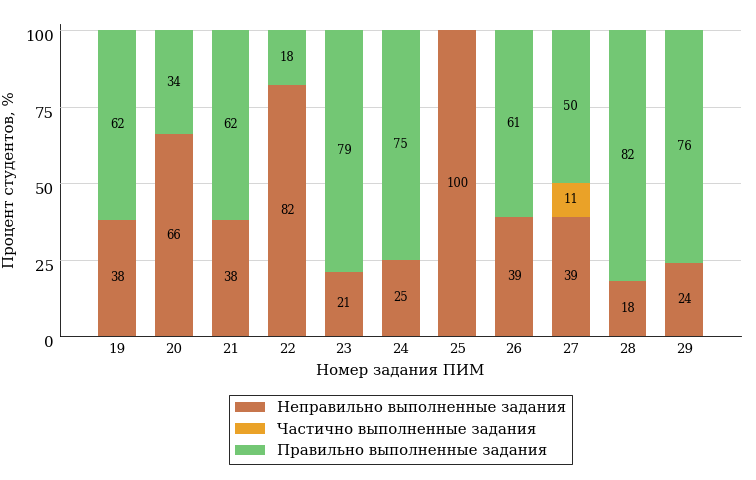 Процент студентов, %
100
75
50
25
0
62 34 62 18 79 75 100 61 50 82 76
11
38 66 38 82 21 25 39 39 18 24
19 20 21 22 23 24 25 26 27 28 29
Номер задания ПИМ
Неправильно выполненные задания
Частично выполненные задания
Правильно выполненные задания